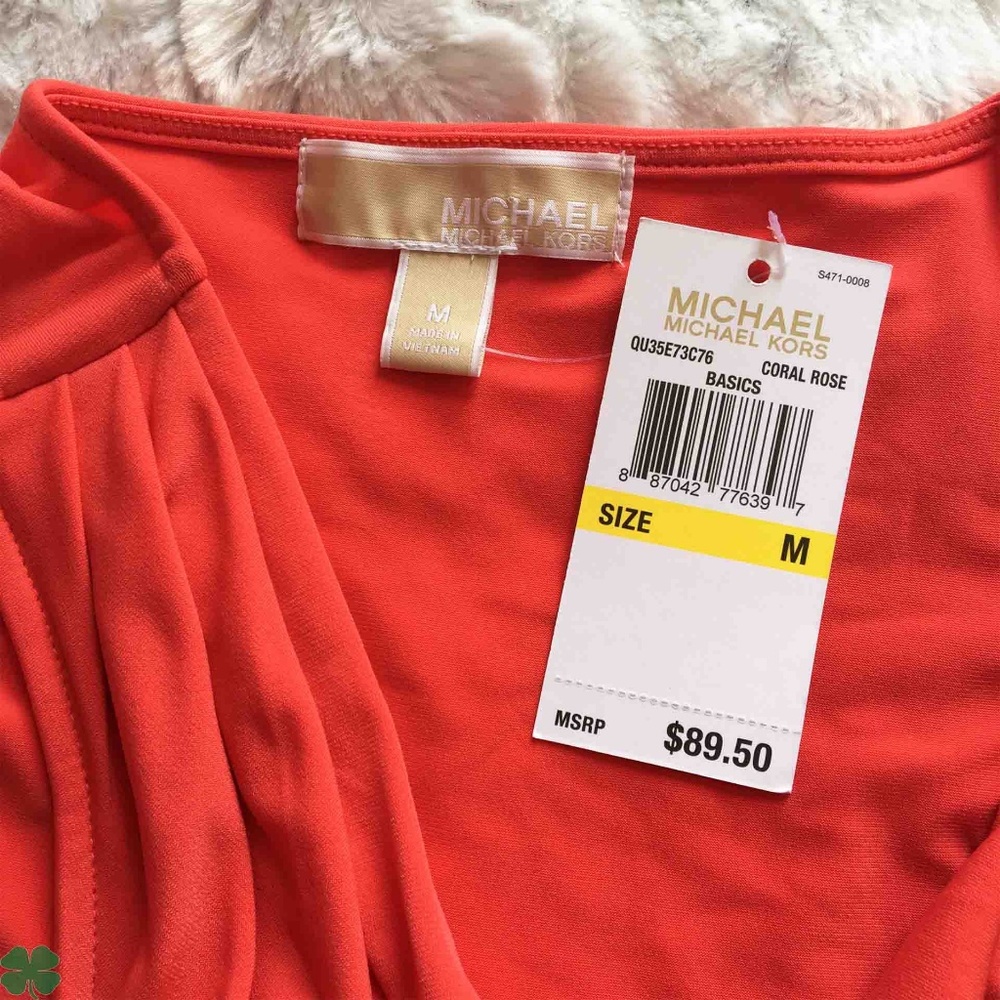 MICHAEL
MICHAEL KORS
M
MADE IN
VIETNAM
S471-0008
MICHAEL
MICHAEL KORS
QU35E73C76 CORAL ROSE
BASICS
8 87042 77639 7
SIZE M
MSRP $89.50